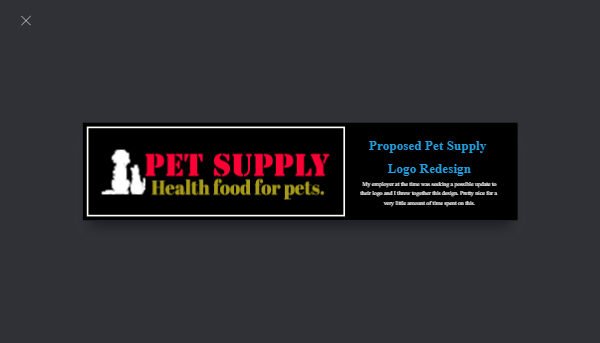 PET SUPPLY
Health food for pets.
Proposed Pet Supply
Logo Redesign
My employer at the time was seeking a possible update to
their logo and I threw together this design. Pretty nice for a
very little amount of time spent on this.